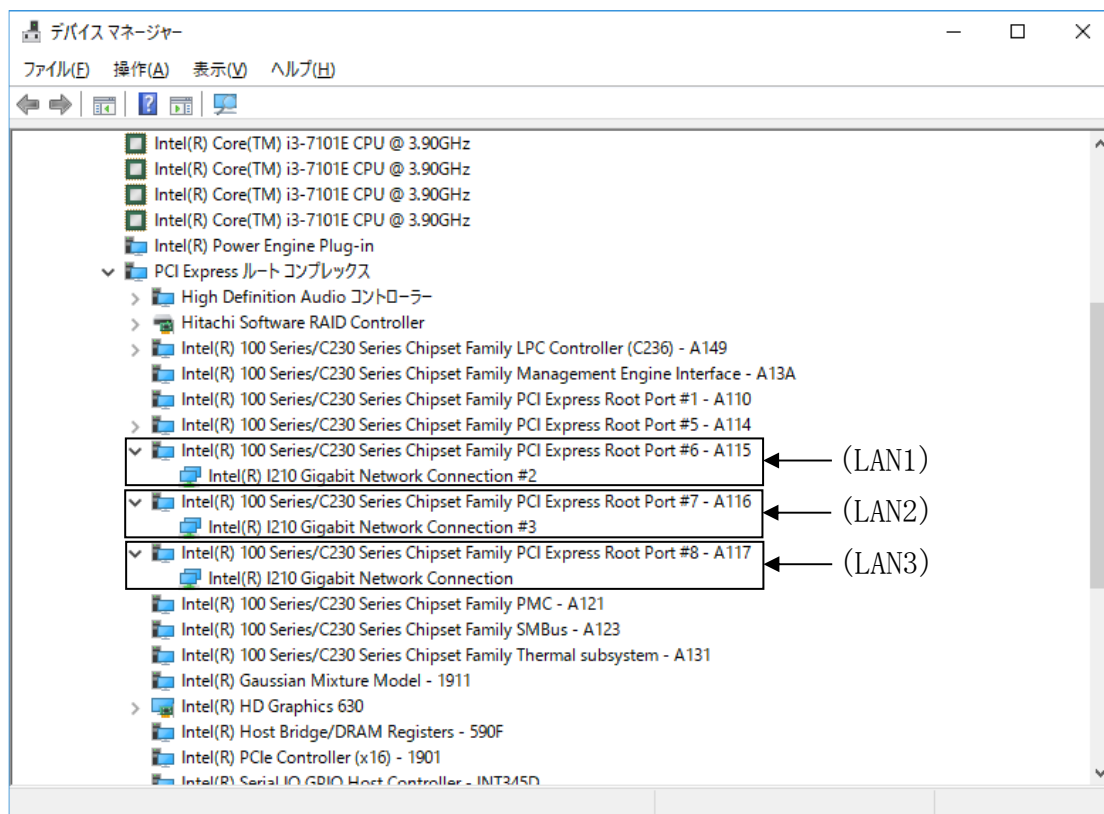 デバイス マネージャー
ファイル(F) 操作(A) 表示(V) ヘルプ(H)
Intel(R) Core(TM) i3-7101E CPU @ 3.90GHz
Intel(R) Core(TM) i3-7101E CPU @ 3.90GHz
Intel(R) Core(TM) i3-7101E CPU @ 3.90GHz
Intel(R) Core(TM) i3-7101E CPU @ 3.90GHz
Intel(R) Power Engine Plug-in
PCI Express ルート コンプレックス
High Definition Audio コントローラー
Hitachi Software RAID Controller
Intel(R) 100 Series/C230 Series Chipset Family LPC Controller (C236) - A149
Intel(R) 100 Series/C230 Series Chipset Family Management Engine Interface - A13A
Intel(R) 100 Series/C230 Series Chipset Family PCI Express Root Port #1 - A110
Intel(R) 100 Series/C230 Series Chipset Family PCI Express Root Port #5 - A114
Intel(R) 100 Series/C230 Series Chipset Family PCI Express Root Port #6 - A115
(LAN1)
Intel(R) I210 Gigabit Network Connection #2
Intel(R) 100 Series/C230 Series Chipset Family PCI Express Root Port #7 - A116
(LAN2)
Intel(R) I210 Gigabit Network Connection #3
Intel(R) 100 Series/C230 Series Chipset Family PCI Express Root Port #8 - A117
(LAN3)
Intel(R) I210 Gigabit Network Connection
Intel(R) 100 Series/C230 Series Chipset Family PMC - A121
Intel(R) 100 Series/C230 Series Chipset Family SMBus - A123
Intel(R) 100 Series/C230 Series Chipset Family Thermal subsystem - A131
Intel(R) Gaussian Mixture Model - 1911
Intel(R) HD Graphics 630
Intel(R) Host Bridge/DRAM Registers - 590F
Intel(R) PCIe Controller (x16) - 1901
Intel(R) Serial IO GPIO Host Controller - INT345D